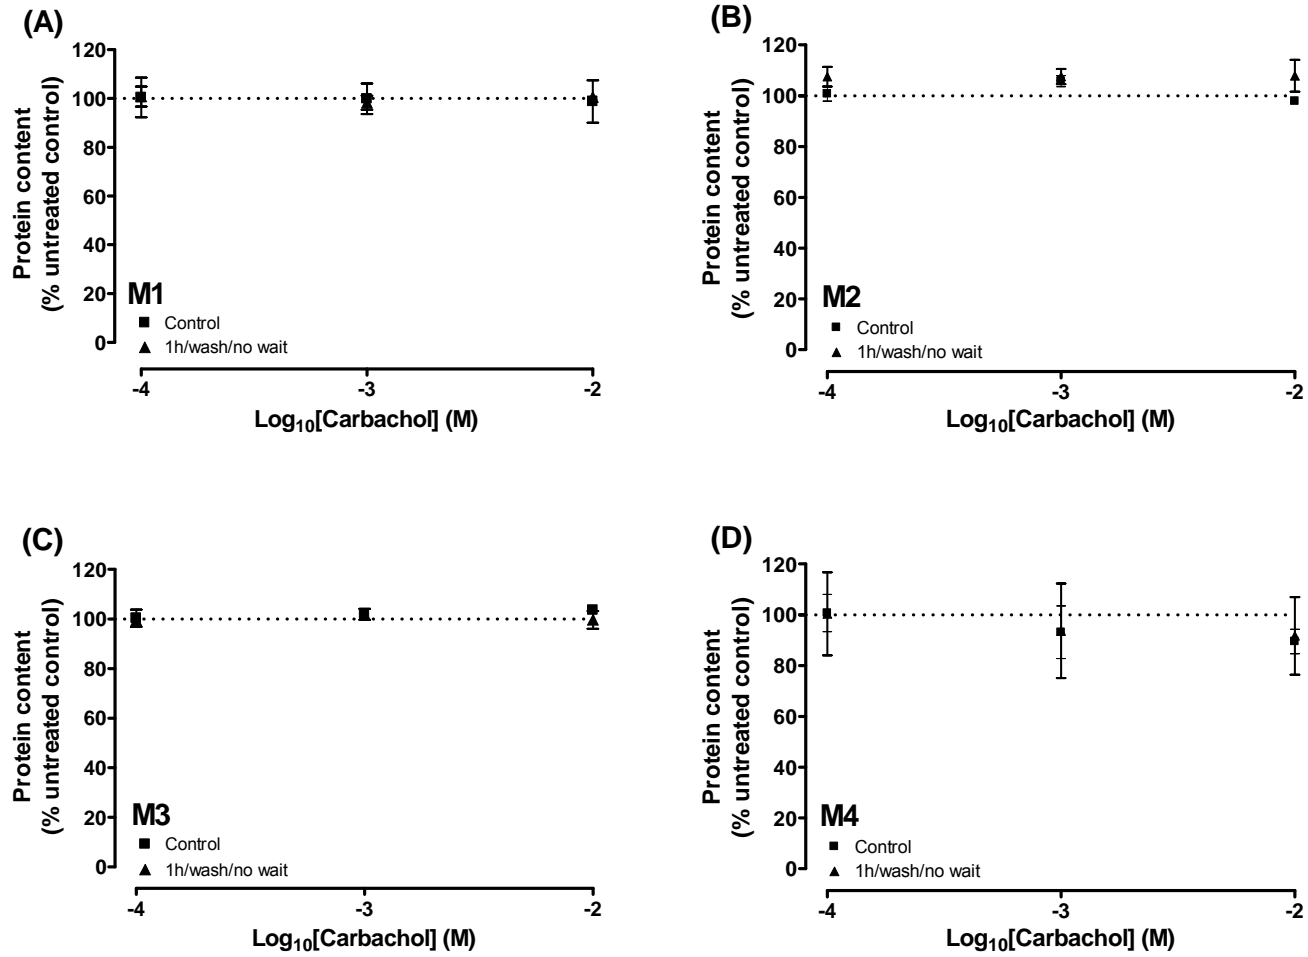 (A)
Protein content
(% untreated control)
120
100
80
60
40
20
0
M1
Control
1h/wash/no wait
-4
-3
-2
Log10[Carbachol] (M)
(B)
Protein content
(% untreated control)
120
100
80
60
40
20
0
M2
Control
1h/wash/no wait
-4
-3
-2
Log10[Carbachol] (M)
(C)
Protein content
(% untreated control)
120
100
80
60
40
20
0
M3
Control
1h/wash/no wait
-4
-3
-2
Log10[Carbachol] (M)
(D)
Protein content
(% untreated control)
120
100
80
60
40
20
0
M4
Control
1h/wash/no wait
-4
-3
-2
Log10[Carbachol] (M)